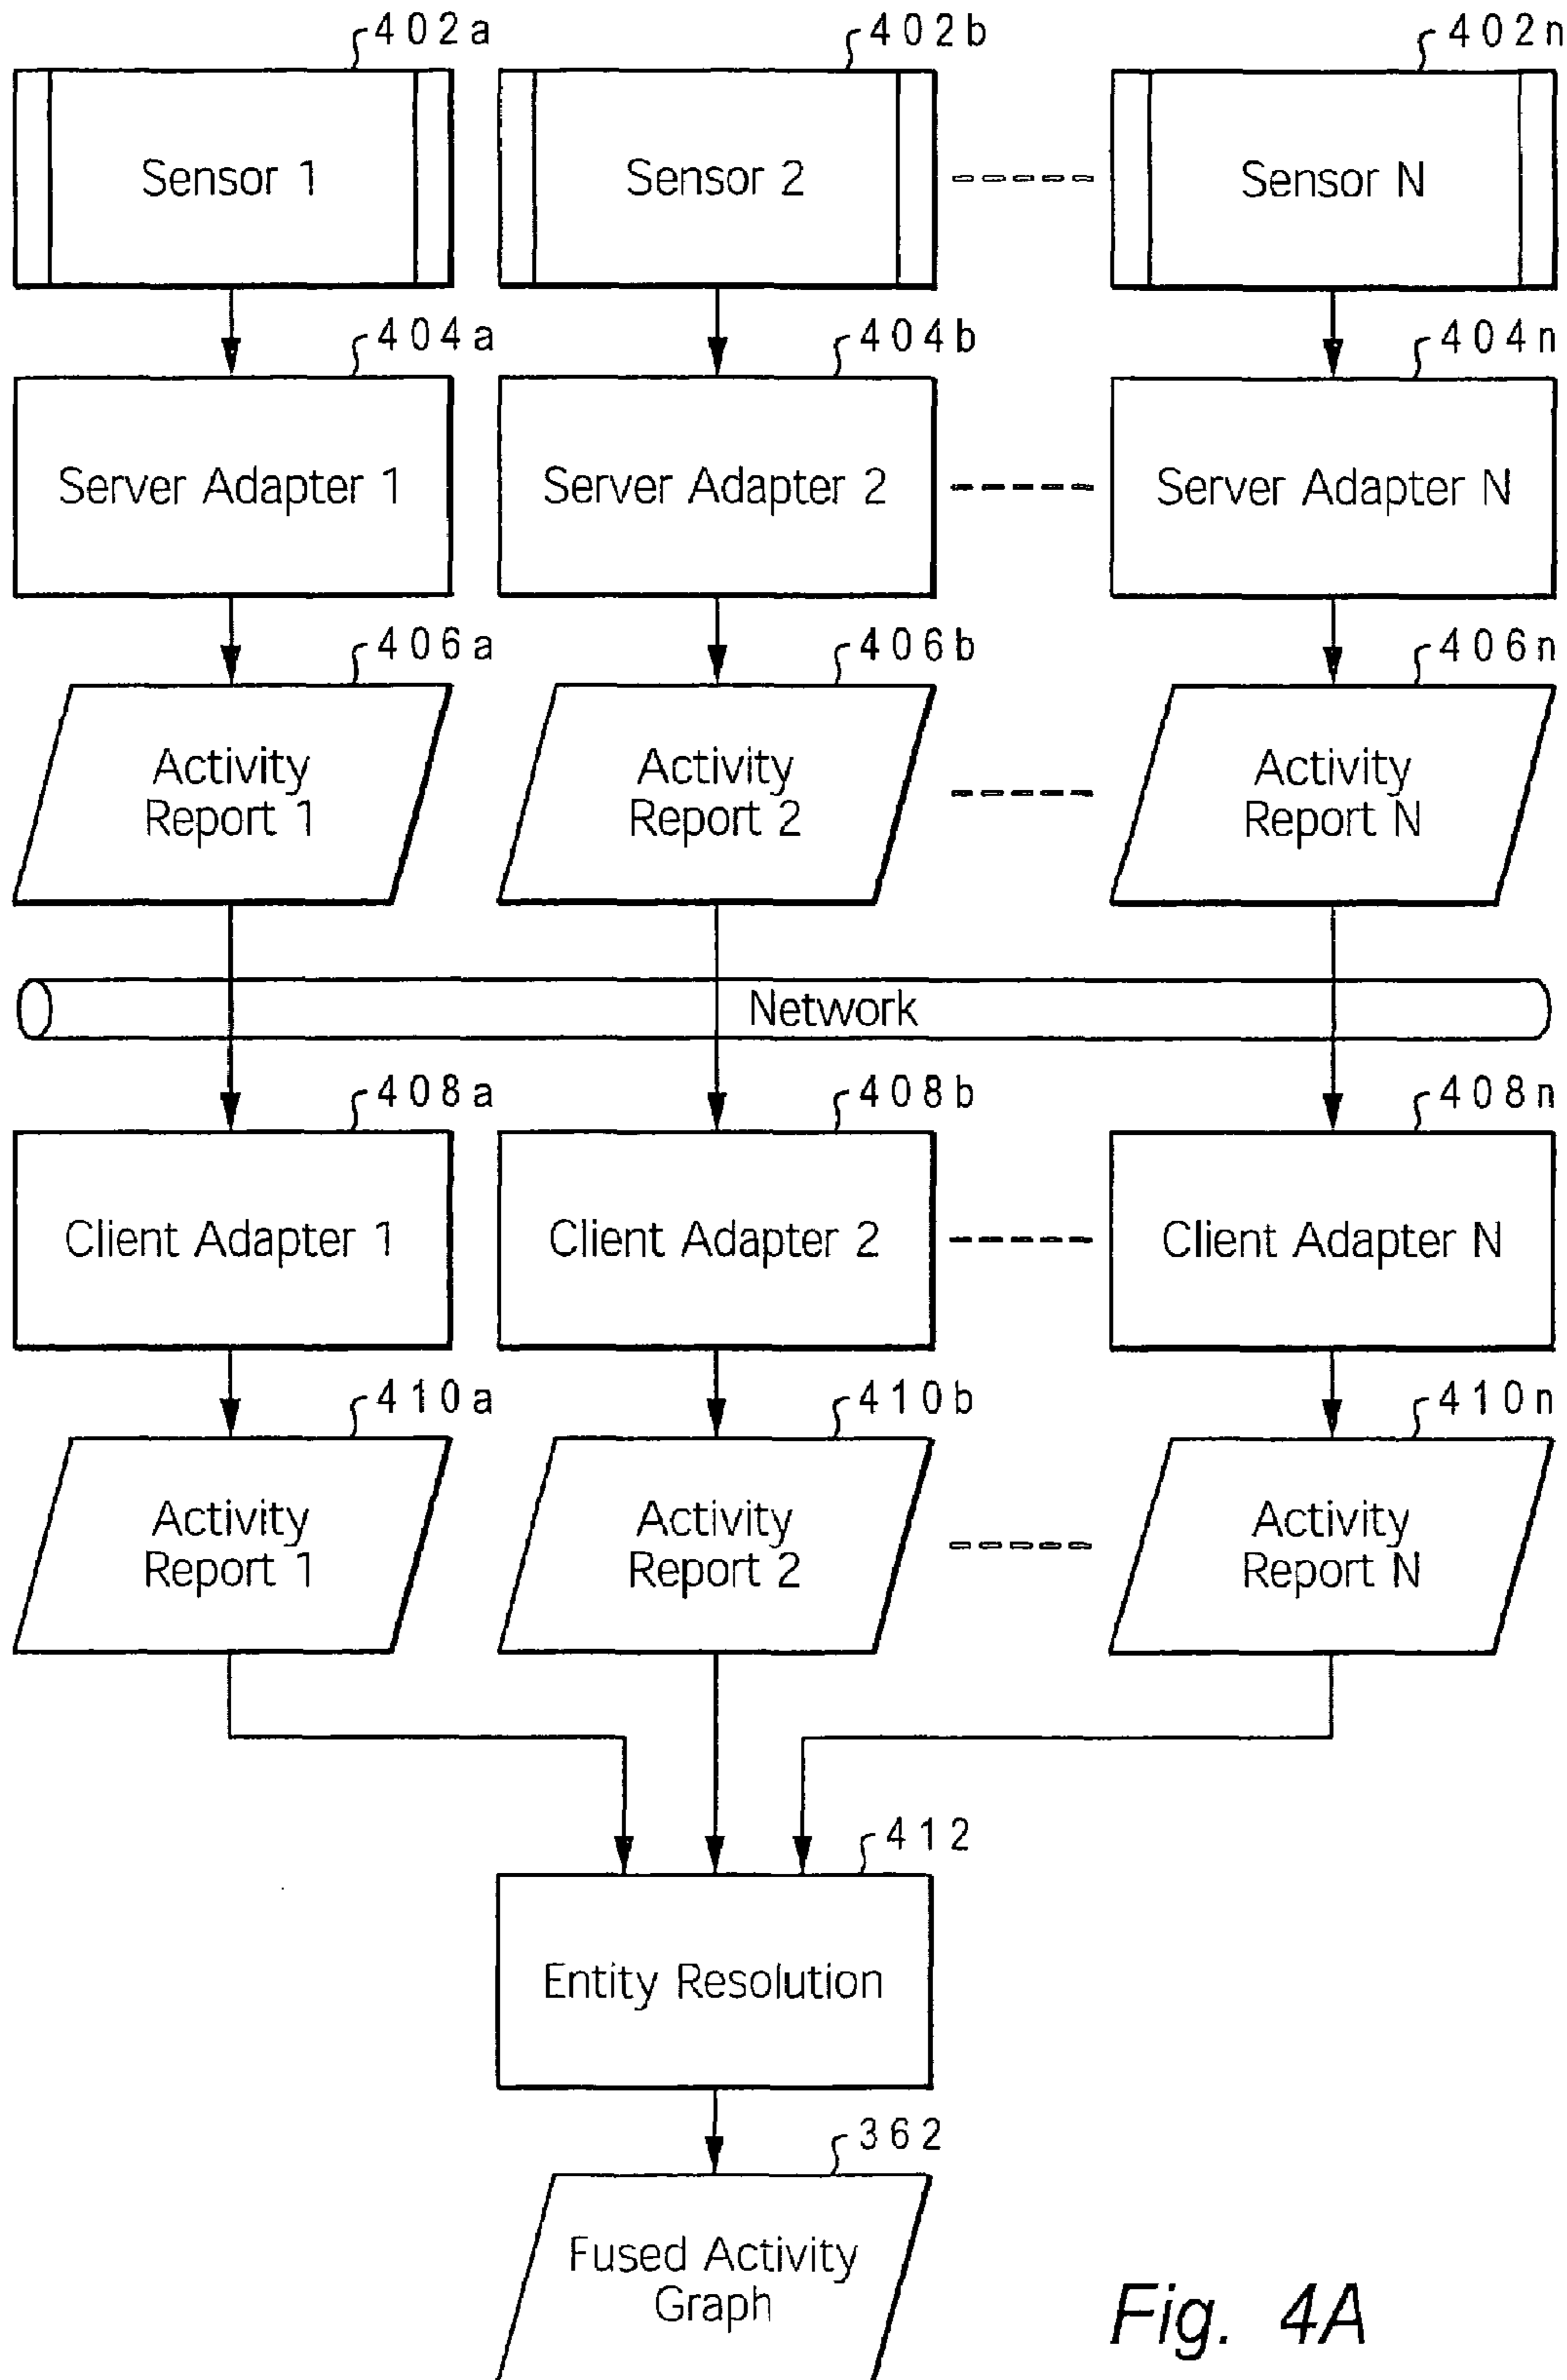 402a
402b
402n
Sensor 1
Sensor 2
Sensor N
404a
404b
404n
Server Adapter 1
Server Adapter 2
Server Adapter N
406a
406b
406n
Activity
Report 1
Activity
Report 2
Activity
Report N
Network
408a
408b
408n
Client Adapter 1
Client Adapter 2
Client Adapter N
410a
410b
410n
Activity
Report 1
Activity
Report 2
Activity
Report N
412
Entity Resolution
362
Fused Activity
Graph
Fig. 4A